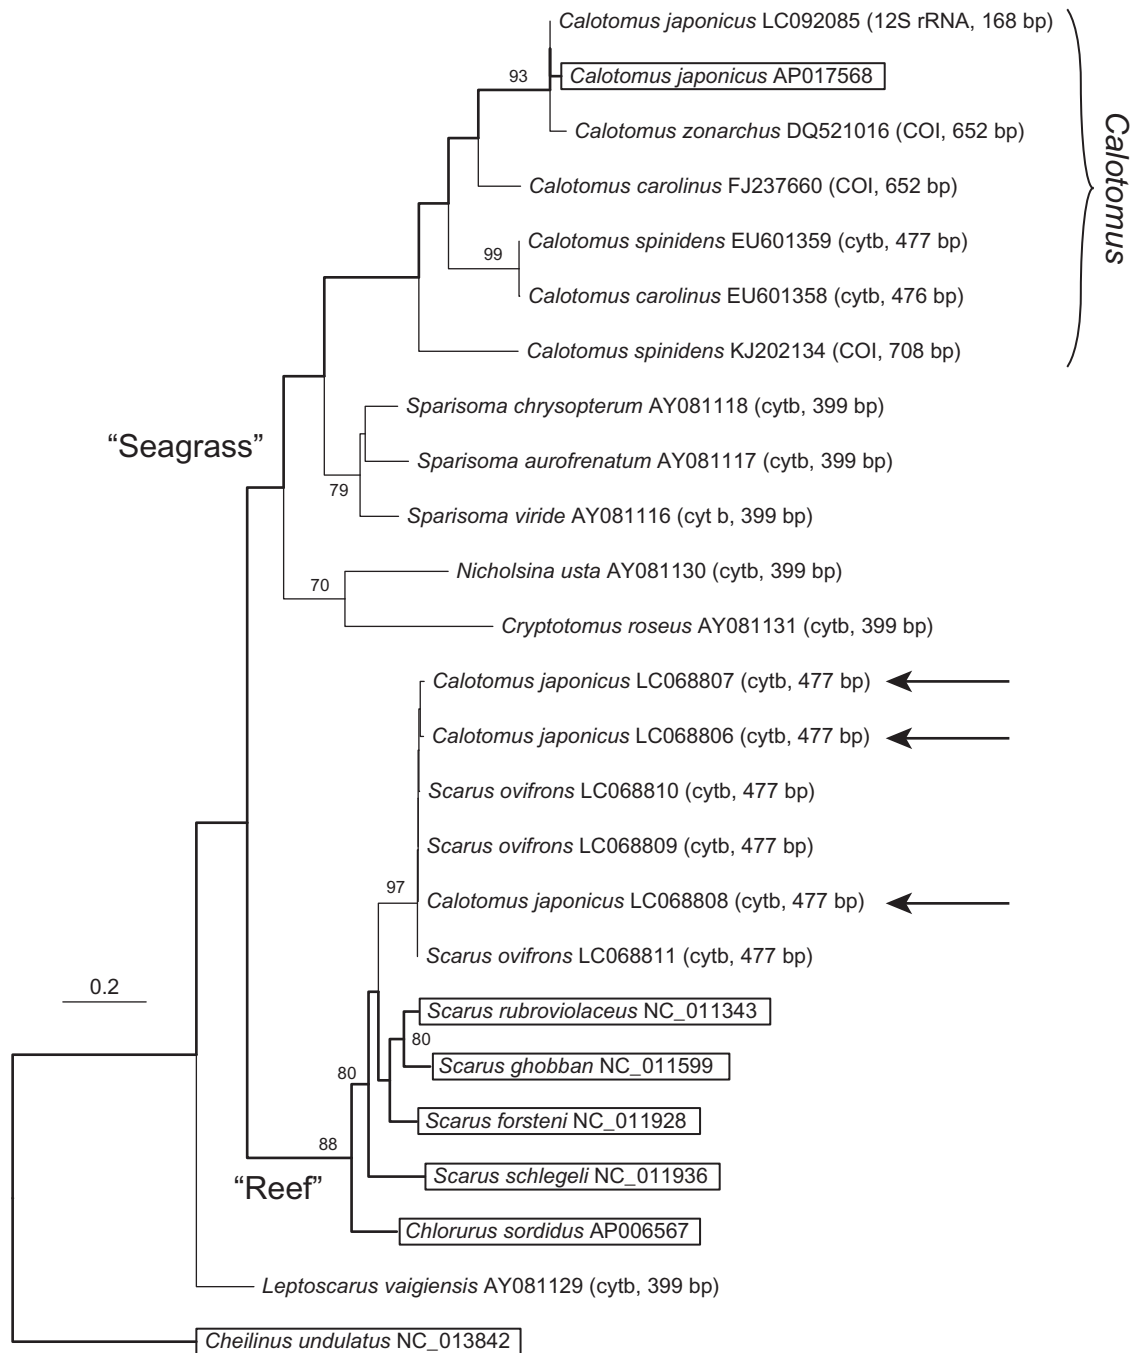 Calotomus japonicus LC092085 (12S rRNA, 168 bp)
93
Calotomus japonicus AP017568
Calotomus zonarchus DQ521016 (COI, 652 bp)
Calotomus
Calotomus carolinus FJ237660 (COI, 652 bp)
Calotomus spinidens EU601359 (cytb, 477 bp)
99
Calotomus carolinus EU601358 (cytb, 476 bp)
Calotomus spinidens KJ202134 (COI, 708 bp)
Sparisoma chrysopterum AY081118 (cytb, 399 bp)
“Seagrass”
Sparisoma aurofrenatum AY081117 (cytb, 399 bp)
79
Sparisoma viride AY081116 (cyt b, 399 bp)
Nicholsina usta AY081130 (cytb, 399 bp)
70
Cryptotomus roseus AY081131 (cytb, 399 bp)
Calotomus japonicus LC068807 (cytb, 477 bp)
Calotomus japonicus LC068806 (cytb, 477 bp)
Scarus ovifrons LC068810 (cytb, 477 bp)
Scarus ovifrons LC068809 (cytb, 477 bp)
97
Calotomus japonicus LC068808 (cytb, 477 bp)
Scarus ovifrons LC068811 (cytb, 477 bp)
0.2
Scarus rubroviolaceus NC_011343
80
Scarus ghobban NC_011599
80
Scarus forsteni NC_011928
88
Scarus schlegeli NC_011936
“Reef”
Chlorurus sordidus AP006567
Leptoscarus vaigiensis AY081129 (cytb, 399 bp)
Cheilinus undulatus NC_013842